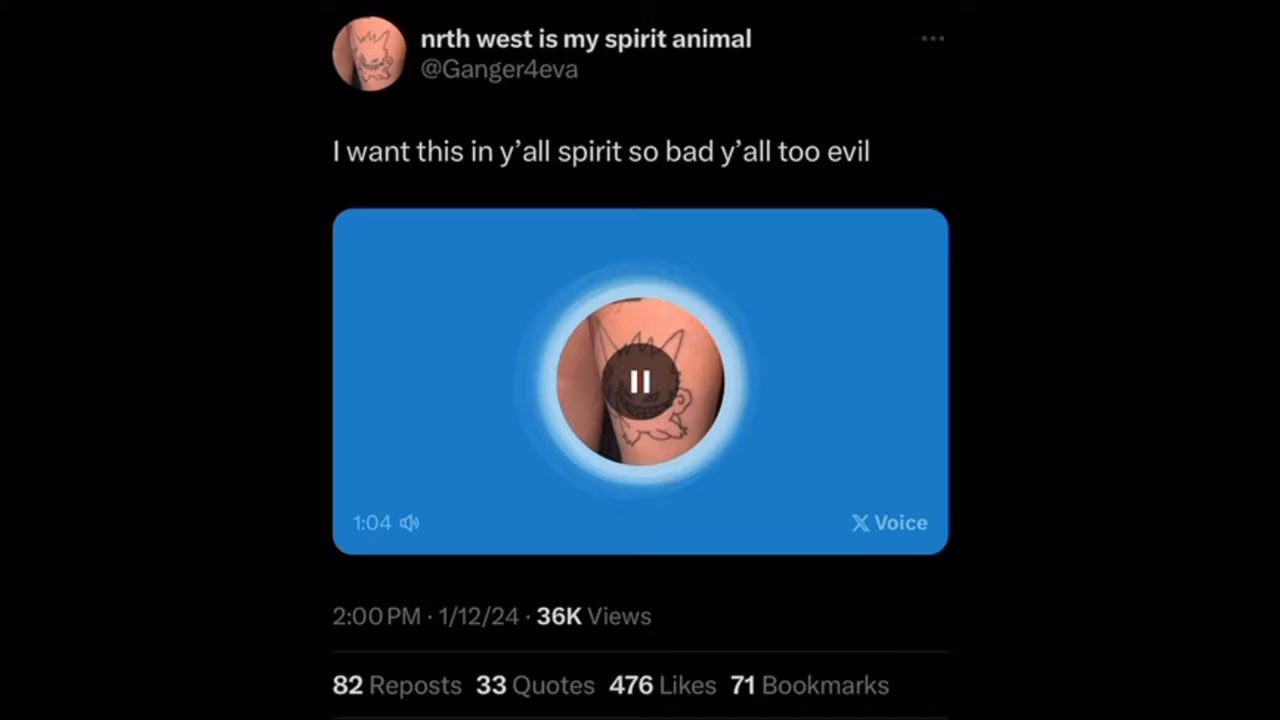 nrth west is my spirit animal
@Ganger4eva
I want this in y’all spirit so bad y’all too evil
1:04
X Voice
2:00 PM · 1/12/24 · 36K Views
82 Reposts 33 Quotes 476 Likes 71 Bookmarks